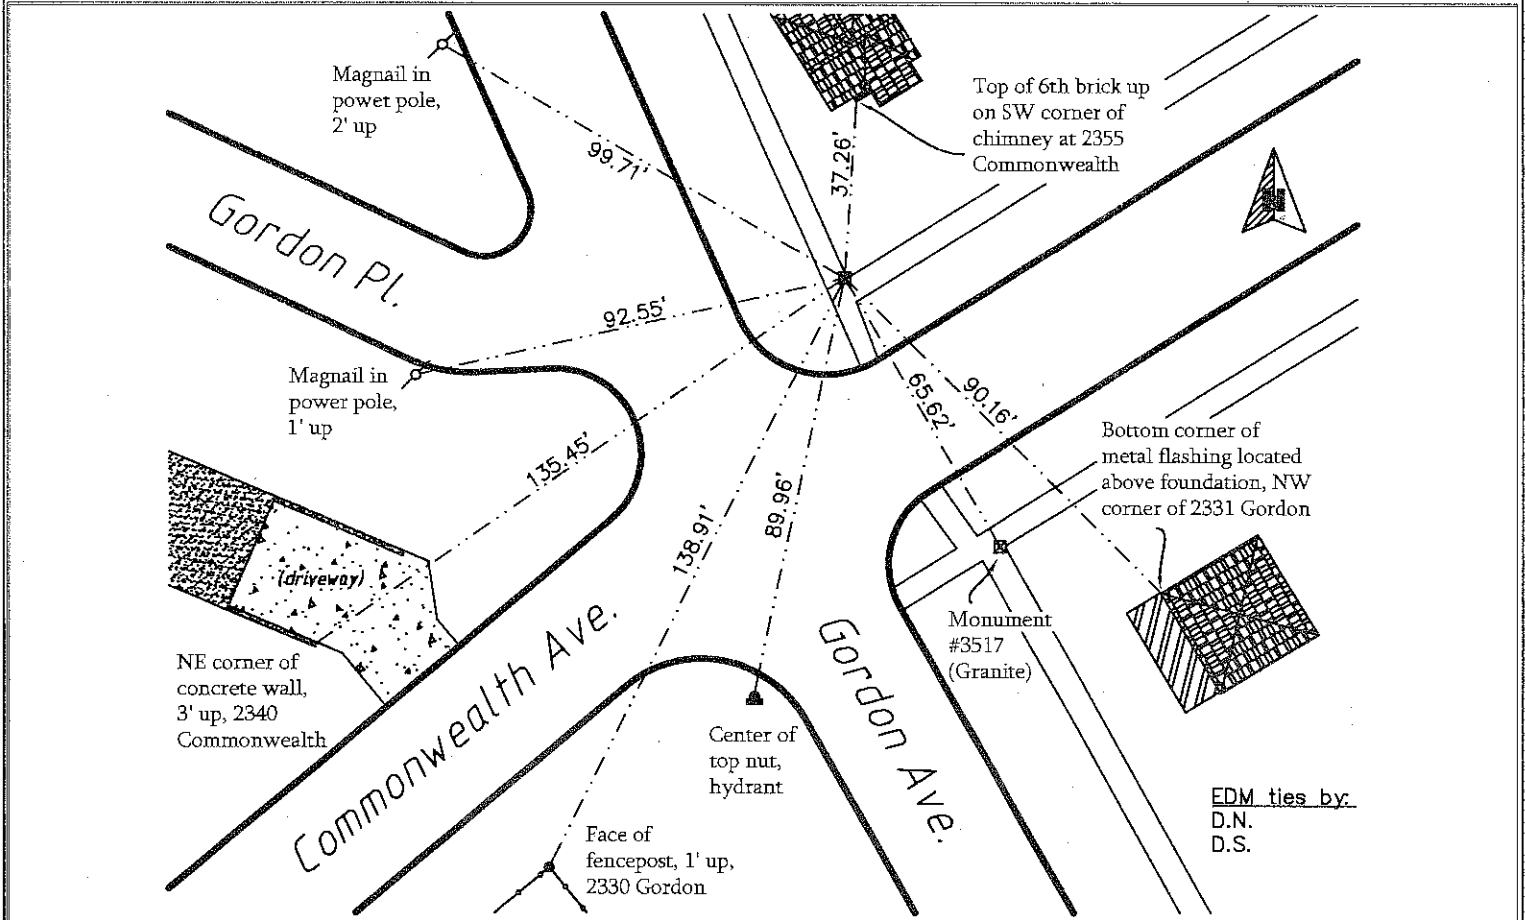 Magnail in
powet pole,
2' up
99.71'
37.26'
Top of 6th brick up
on SW corner of
chimney at 2355
Commonwealth
Gordon Pl.
92.55'
Magnail in
power pole,
1' up
135.45'
138.91'
89.96'
65.62'
90.16'
Bottom corner of
metal flashing located
above foundation, NW
corner of 2331 Gordon
(driveway)
NE corner of
concrete wall,
3' up, 2340
Commonwealth
Commonwealth Ave.
Gordon Ave.
Monument
#3517
(Granite)
Center of
top nut,
hydrant
Face of
fencepost, 1' up,
2330 Gordon
EDM ties by:
D.N.
D.S.